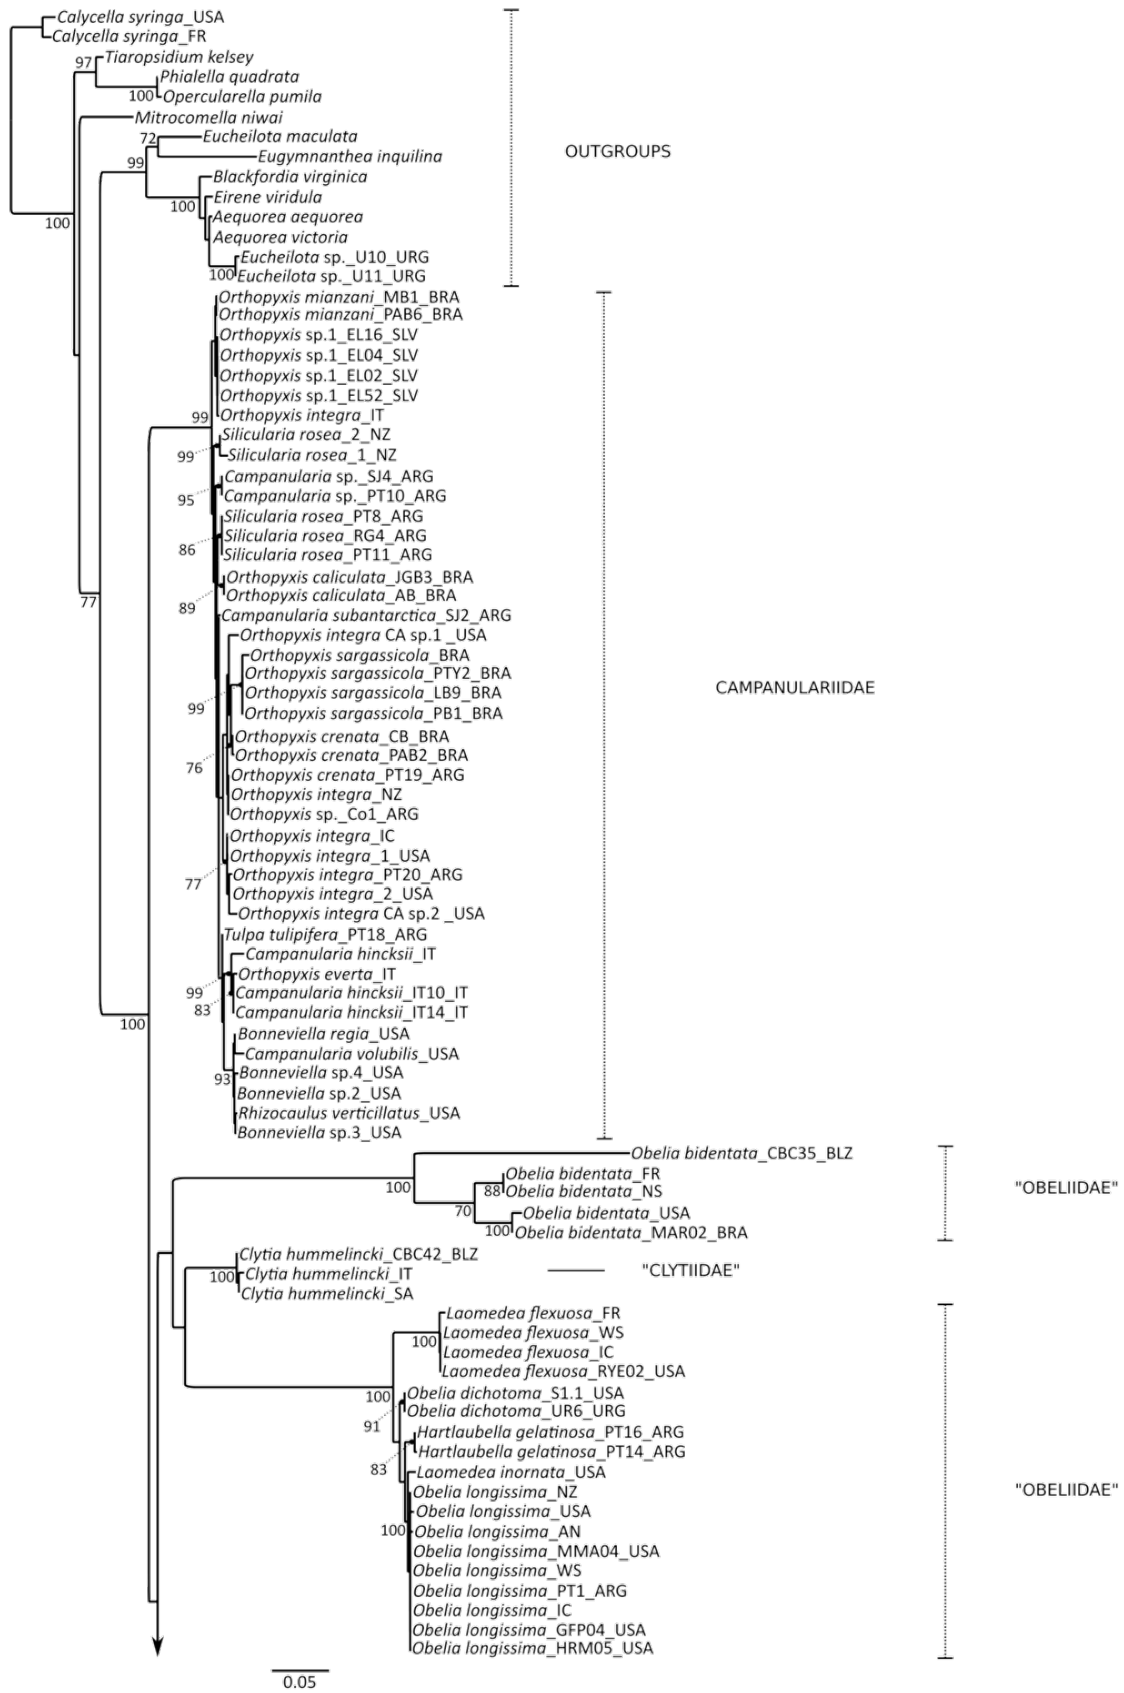 Calycella syringa_USA
Calycella syringa_FR
97 Tiaropsidium kelsey
Phialella quadrata
100 Opercularella pumila
Mitrocomella niwai
72 Eucheilota maculata
99 Eugymnanthea inquilina
OUTGROUPS
Blackfordia virginica
100 Eirene viridula
100 Aequorea aequorea
Aequorea victoria
Eucheilota sp._U10_URG
100 Eucheilota sp._U11_URG
Orthopyxis mianzani_MB1_BRA
Orthopyxis mianzani_PAB6_BRA
Orthopyxis sp.1_EL16_SLV
Orthopyxis sp.1_EL04_SLV
Orthopyxis sp.1_EL02_SLV
Orthopyxis sp.1_EL52_SLV
99 Orthopyxis integra_IT
Silicularia rosea_2_NZ
99 Silicularia rosea_1_NZ
Campanularia sp._SJ4_ARG
95 Campanularia sp._PT10_ARG
Silicularia rosea_PT8_ARG
Silicularia rosea_RG4_ARG
86 Silicularia rosea_PT11_ARG
Orthopyxis caliculata_JGB3_BRA
Orthopyxis caliculata_AB_BRA
77 89
Campanularia subantarctica_SJ2_ARG
Orthopyxis integra CA sp.1 _USA
Orthopyxis sargassicola_BRA
Orthopyxis sargassicola_PTY2_BRA
CAMPANULARIIDAE
Orthopyxis sargassicola_LB9_BRA
99 Orthopyxis sargassicola_PB1_BRA
Orthopyxis crenata_CB_BRA
Orthopyxis crenata_PAB2_BRA
76
Orthopyxis crenata_PT19_ARG
Orthopyxis integra_NZ
Orthopyxis sp._Co1_ARG
Orthopyxis integra_IC
Orthopyxis integra_1_USA
Orthopyxis integra_PT20_ARG
77
Orthopyxis integra_2_USA
Orthopyxis integra CA sp.2 _USA
Tulpa tulipifera_PT18_ARG
Campanularia hincksii_IT
Orthopyxis everta_IT
99 Campanularia hincksii_IT10_IT
83 Campanularia hincksii_IT14_IT
100
Bonneviella regia_USA
Campanularia volubilis_USA
Bonneviella sp.4_USA
93
Bonneviella sp.2_USA
Rhizocaulus verticillatus_USA
Bonneviella sp.3_USA
Obelia bidentata_CBC35_BLZ
Obelia bidentata_FR
100 88 Obelia bidentata_NS
"OBELIIDAE"
70 Obelia bidentata_USA
100 Obelia bidentata_MAR02_BRA
Clytia hummelincki_CBC42_BLZ
100 Clytia hummelincki_IT
"CLYTIIDAE"
Clytia hummelincki_SA
Laomedea flexuosa_FR
Laomedea flexuosa_WS
100
Laomedea flexuosa_IC
Laomedea flexuosa_RYE02_USA
100 Obelia dichotoma_S1.1_USA
Obelia dichotoma_UR6_URG
91
Hartlaubella gelatinosa_PT16_ARG
Hartlaubella gelatinosa_PT14_ARG
83
Laomedea inornata_USA
Obelia longissima_NZ
"OBELIIDAE"
Obelia longissima_USA
100 Obelia longissima_AN
Obelia longissima_MMA04_USA
Obelia longissima_WS
Obelia longissima_PT1_ARG
Obelia longissima_IC
Obelia longissima_GFP04_USA
Obelia longissima_HRM05_USA
0.05